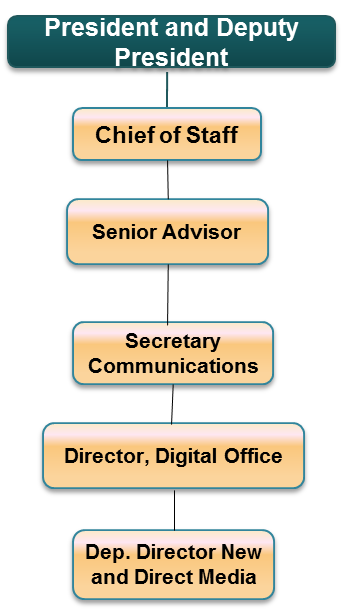 President and Deputy
President
Chief of Staff
Senior Advisor
Secretary
Communications
Director, Digital Office
Dep. Director New
and Direct Media